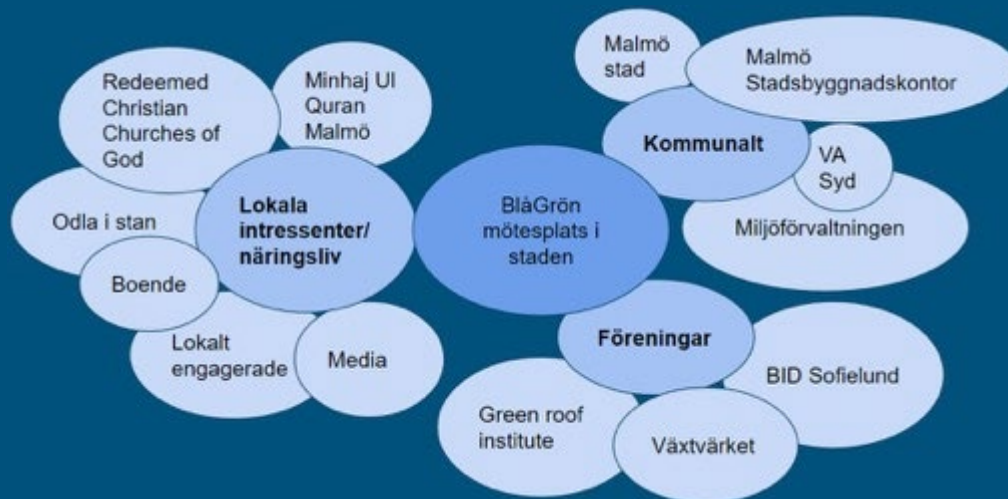 Redeemed
Christian
Churches of
God
Minhaj Ul
Quran
Malmö
Odla i stan
Lokala
intressenter/
näringsliv
Boende
Lokalt
engagerade
Media
BlåGrön
mötesplats i
staden
Malmö
stad
Malmö
Stadsbyggnadskontor
Kommunalt
VA
Syd
Miljöförvaltningen
Föreningar
BID Sofielund
Green roof
institute
Växtvärket